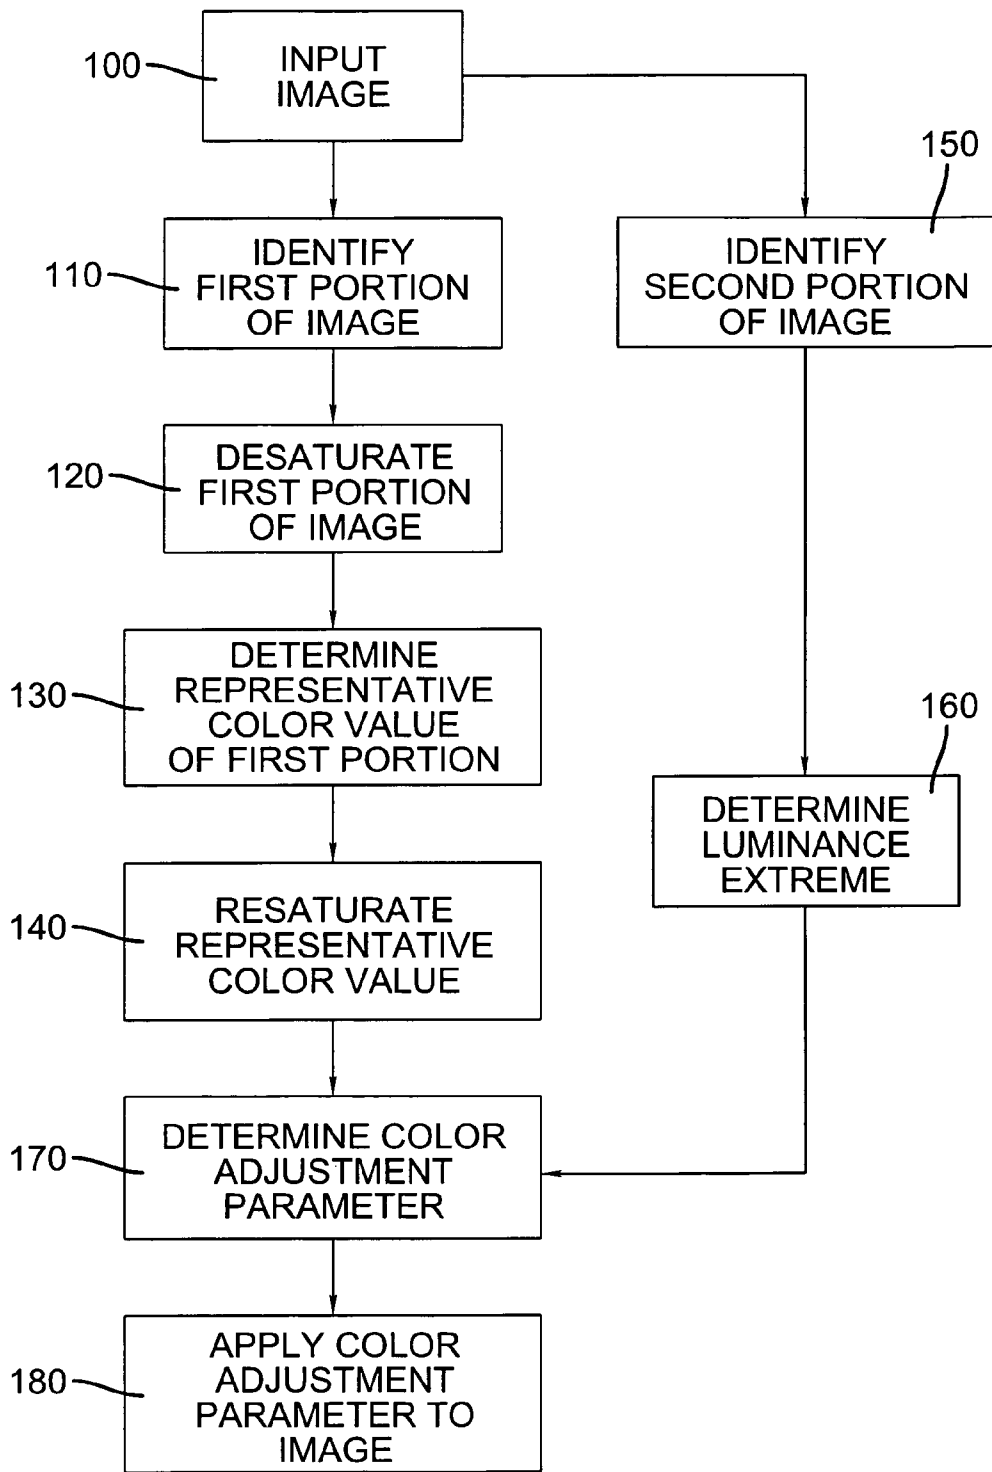 100
INPUT
IMAGE
150
110
IDENTIFY
FIRST PORTION
OF IMAGE
IDENTIFY
SECOND PORTION
OF IMAGE
120
DESATURATE
FIRST PORTION
OF IMAGE
130
DETERMINE
REPRESENTATIVE
COLOR VALUE
OF FIRST PORTION
160
DETERMINE
LUMINANCE
EXTREME
140
RESATURATE
REPRESENTATIVE
COLOR VALUE
170
DETERMINE COLOR
ADJUSTMENT
PARAMETER
180
APPLY COLOR
ADJUSTMENT
PARAMETER TO
IMAGE